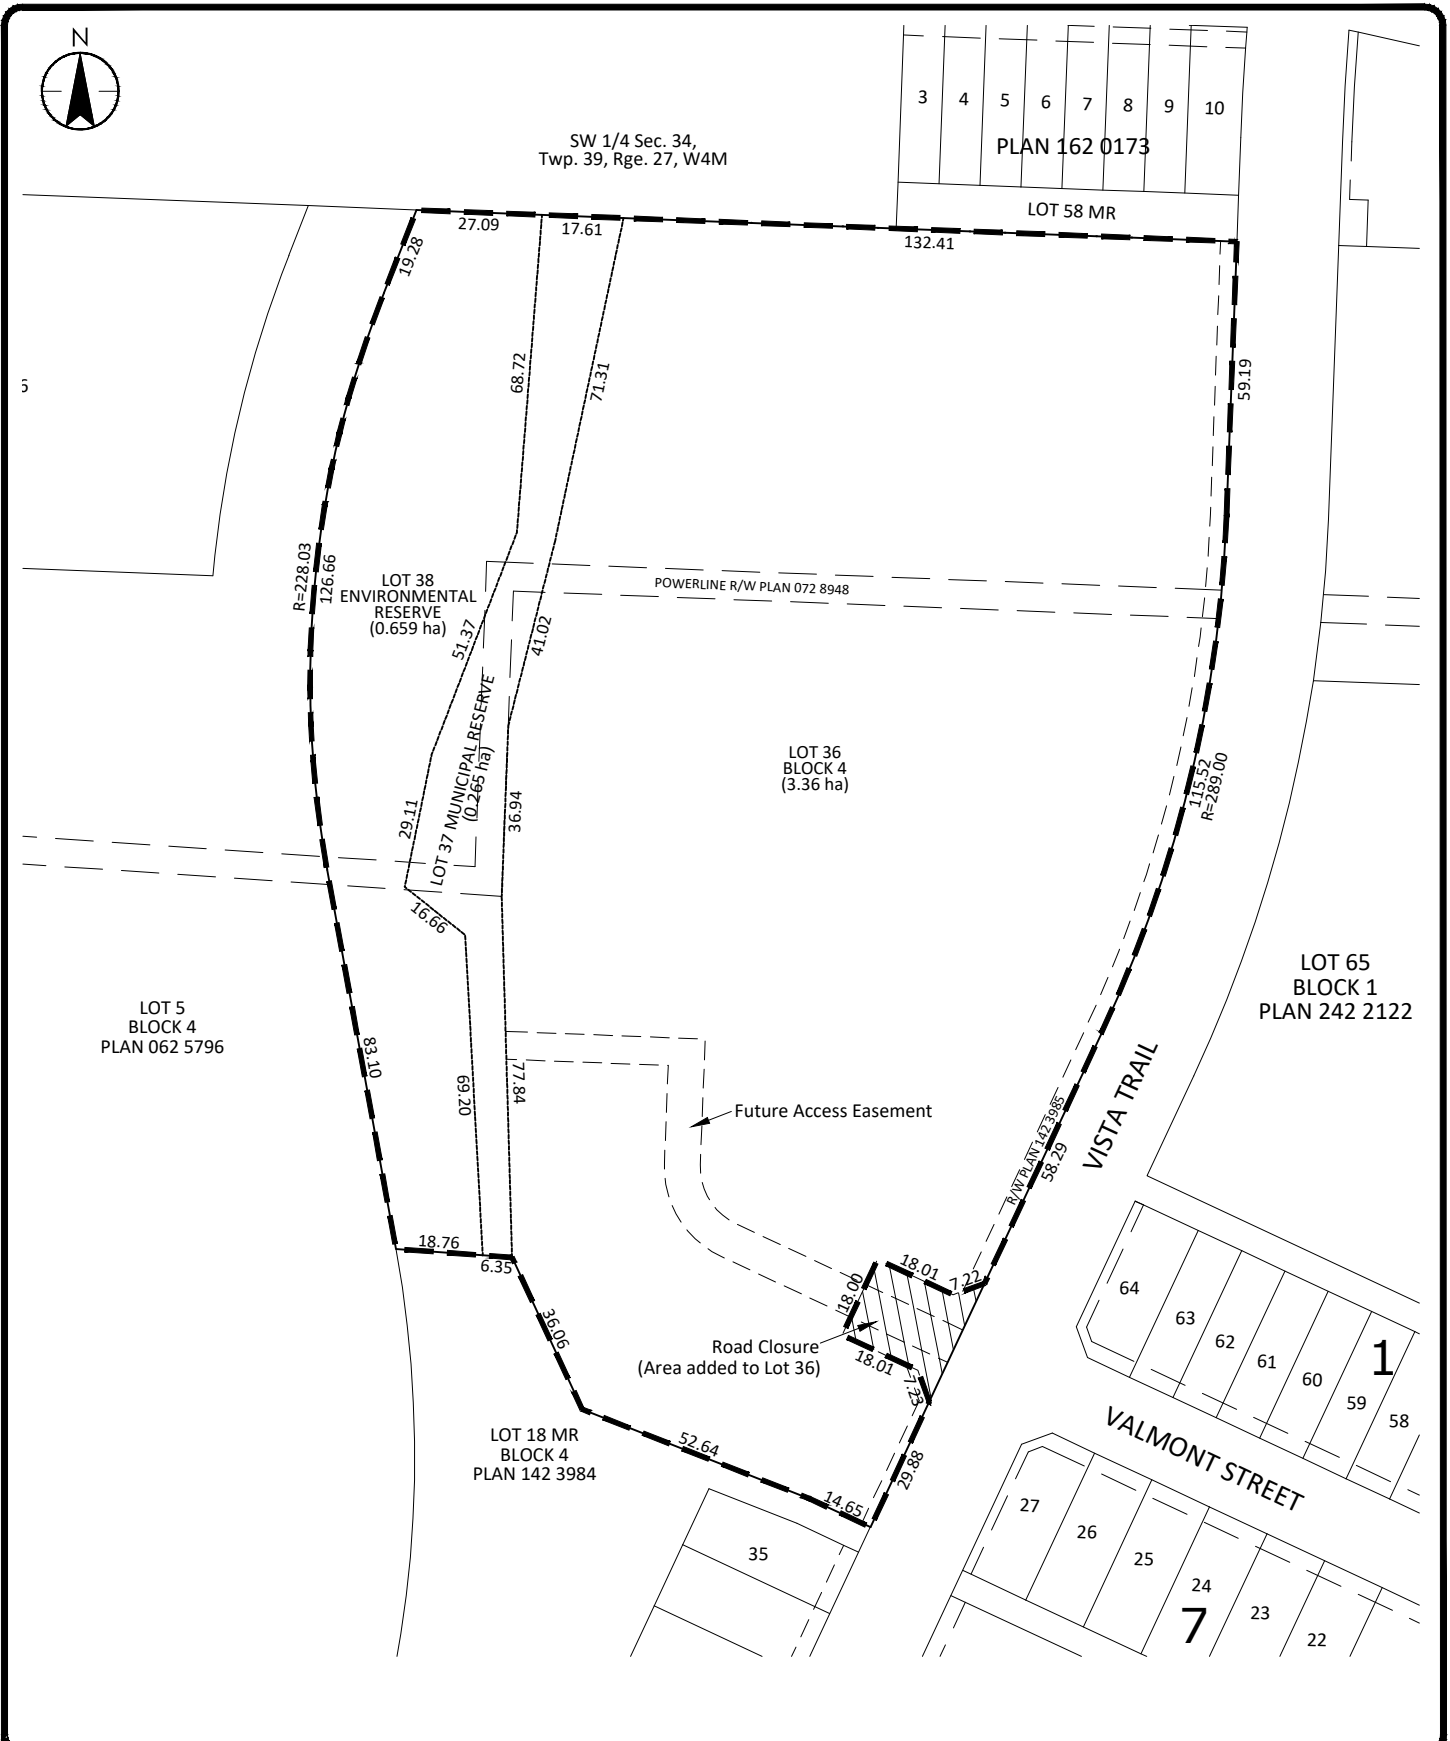 N
3
4
5
6
7
8
9
10
PLAN 162 0173
SW 1/4 Sec. 34,
Twp. 39, Rge. 27, W4M
LOT 58 MR
27.09
17.61
132.41
19.28
68.72
71.31
59.19
6
R=228.03
126.66
LOT 38
ENVIRONMENTAL
RESERVE
(0.659 ha)
POWERLINE R/W PLAN 072 8948
51.37
41.02
LOT 37 MUNICIPAL RESERVE
(0.265 ha)
LOT 36
BLOCK 4
(3.36 ha)
115.52
R=289.00
29.11
36.94
16.66
LOT 65
BLOCK 1
PLAN 242 2122
LOT 5
BLOCK 4
PLAN 062 5796
83.10
69.20
77.84
Future Access Easement
R/W PLAN 142 3985
58.29
VISTA TRAIL
18.76
6.35
18.01
7.22
18.00
36.06
Road Closure
(Area added to Lot 36)
18.01
7.23
64
63
62
61
60
59
58
1
VALMONT STREET
LOT 18 MR
BLOCK 4
PLAN 142 3984
52.64
14.65
29.88
35
27
26
25
24
23
22
7